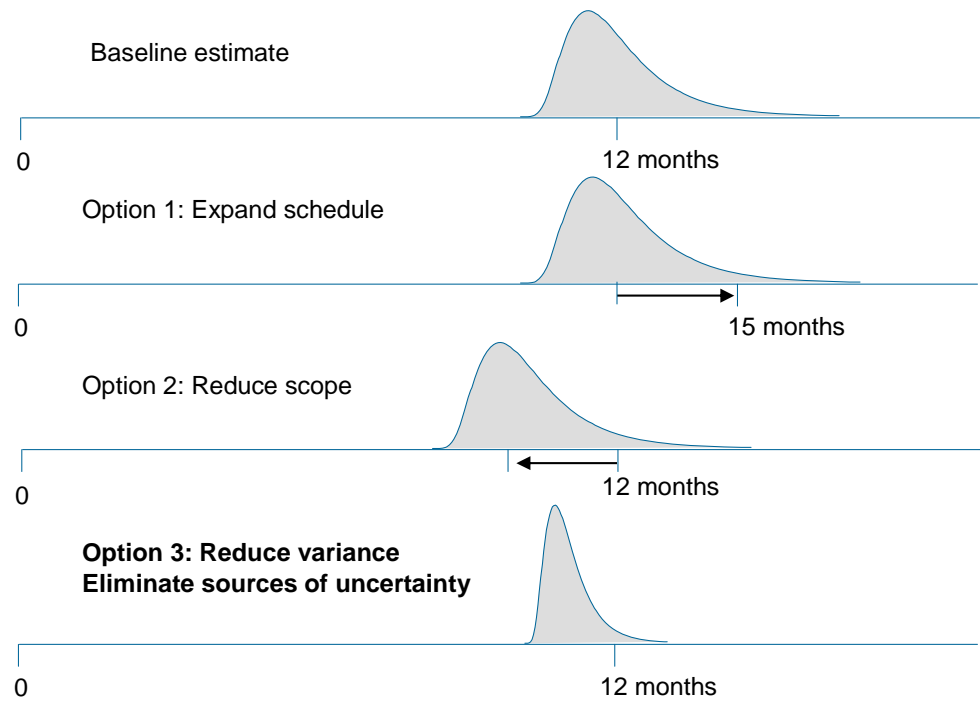 Baseline estimate
0
12 months
Option 1: Expand schedule
0
15 months
Option 2: Reduce scope
0
12 months
Option 3: Reduce variance
Eliminate sources of uncertainty
0
12 months